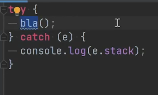 try {
bla();
} catch (e) {
console.log(e.stack);
}